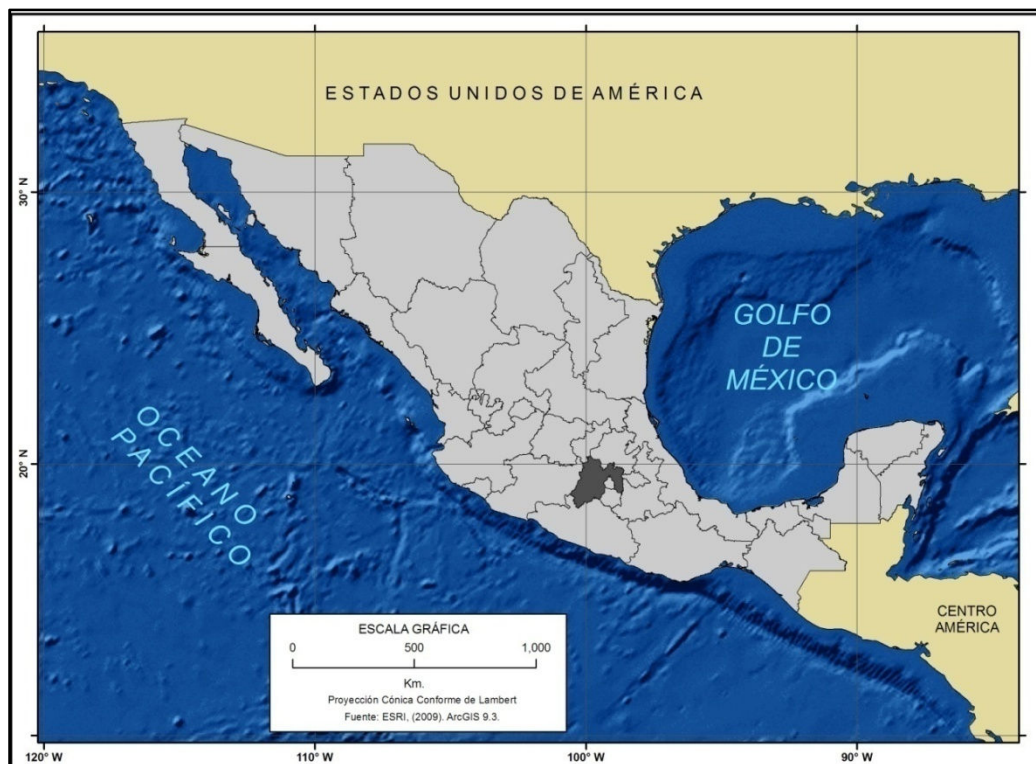 ESTADOS UNIDOS DE AMÉRICA
30° N
GOLFO
DE
MÉXICO
OCEANO
PACÍFICO
20° N
CENTRO
AMÉRICA
ESCALA GRÁFICA
0 500 1,000
Km.
Proyección Cónica Conforme de Lambert
Fuente: ESRI, (2009). ArcGIS 9.3.
120° W 110° W 100° W 90° W